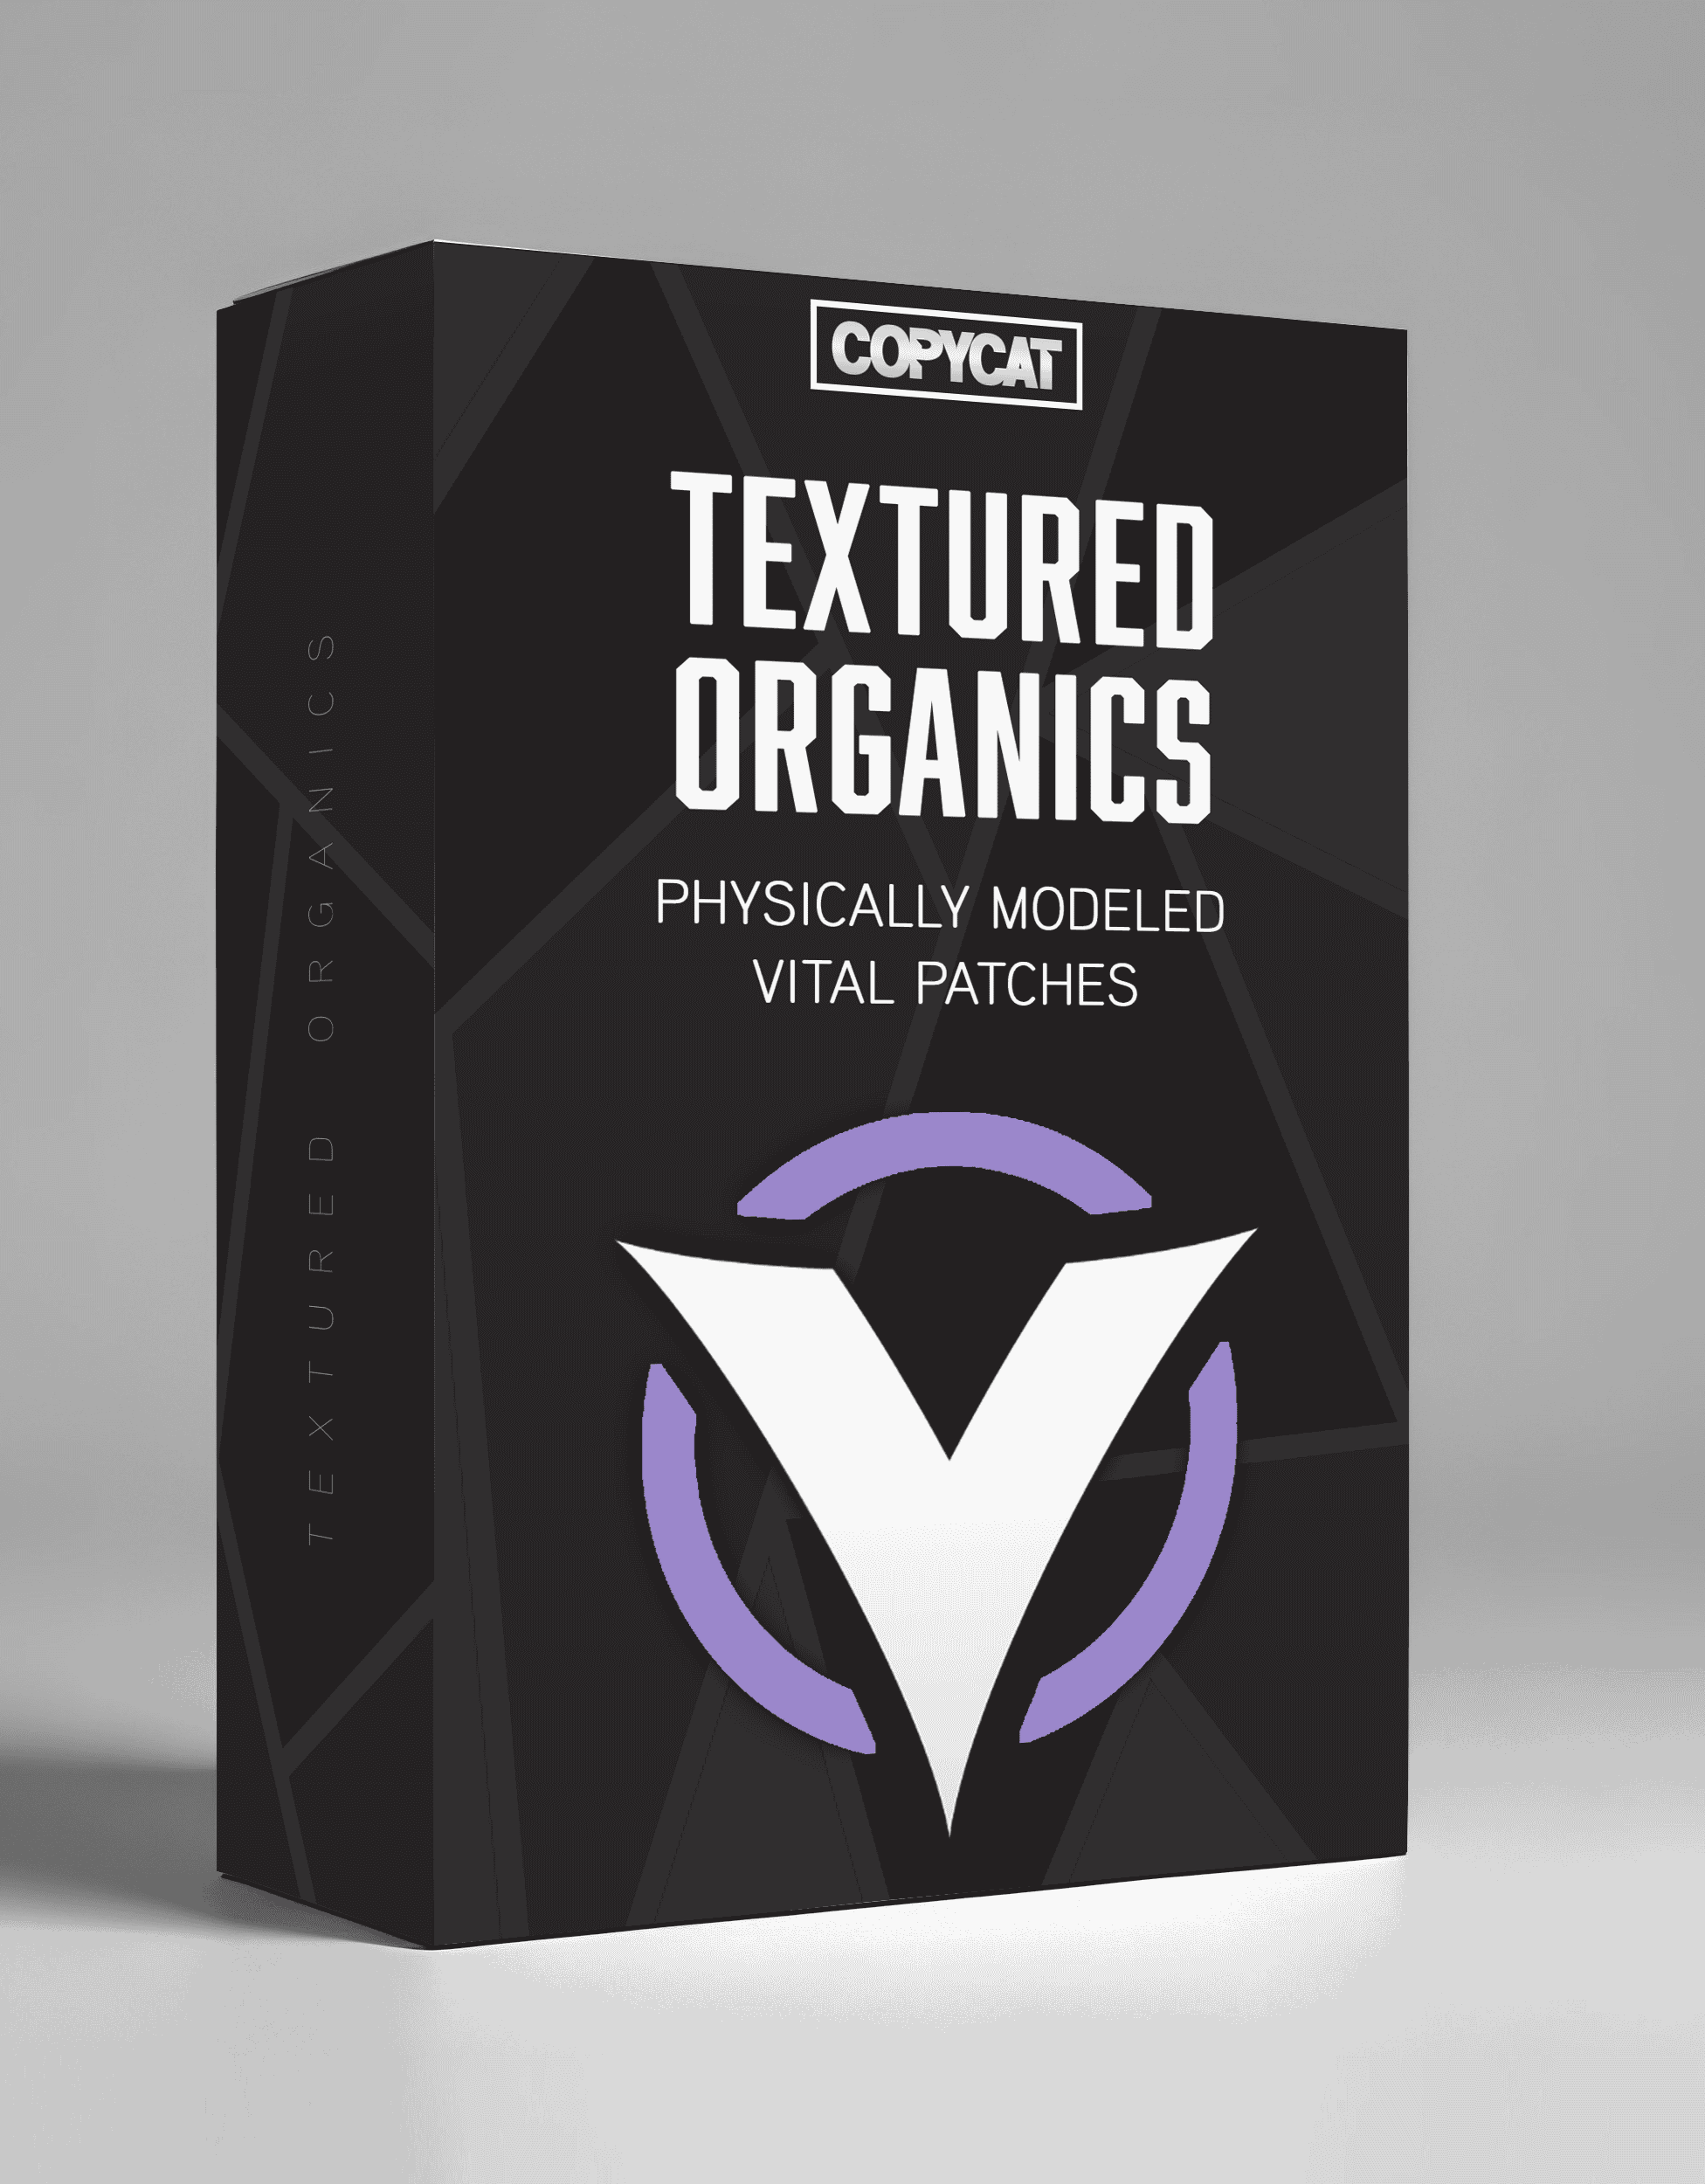 COPYCAT
TEXTURED
ORGANICS
PHYSICALLY MODELED
VITAL PATCHES
TEXTURED ORGANICS